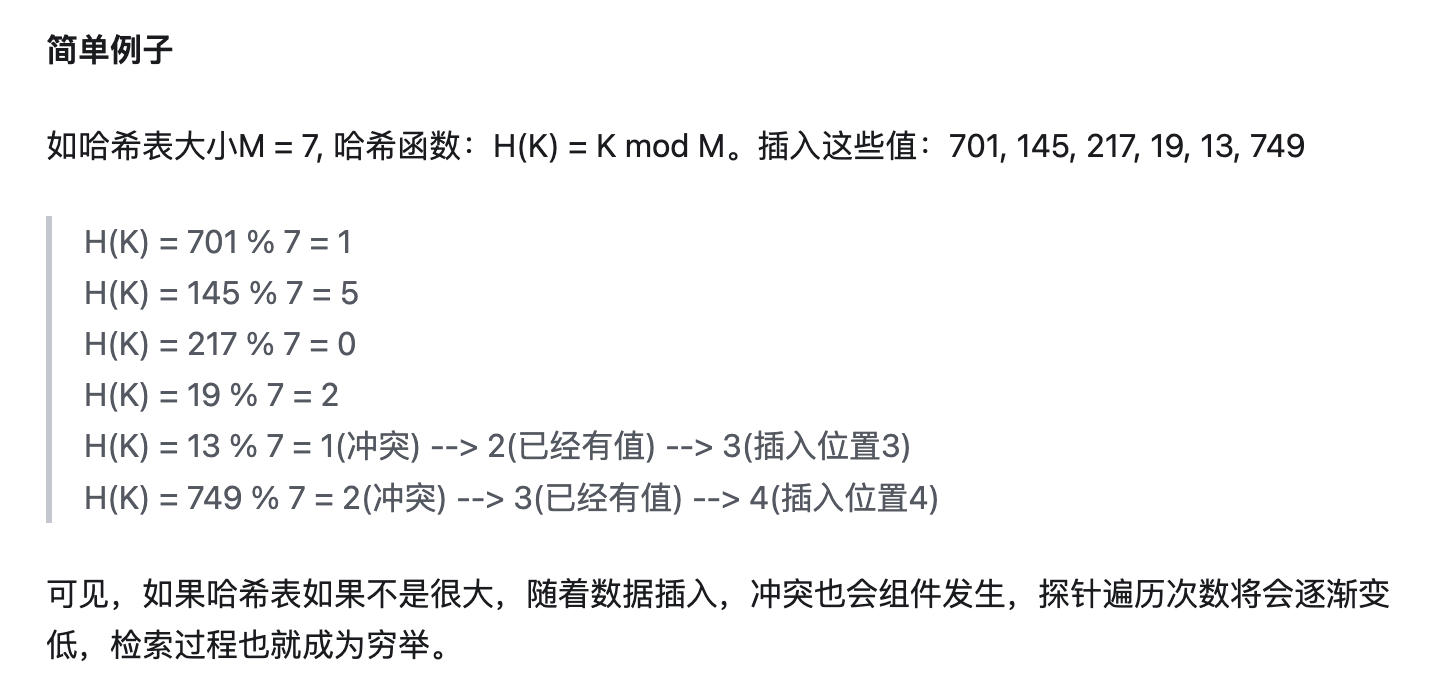 简单例子
如哈希表大小M = 7, 哈希函数：H(K) = K mod M。插入这些值：701, 145, 217, 19, 13, 749
H(K) = 701 % 7 = 1
H(K) = 145 % 7 = 5
H(K) = 217 % 7 = 0
H(K) = 19 % 7 = 2
H(K) = 13 % 7 = 1(冲突) --> 2(已经有值) --> 3(插入位置3)
H(K) = 749 % 7 = 2(冲突) --> 3(已经有值) --> 4(插入位置4)
可见，如果哈希表如果不是很大，随着数据插入，冲突也会组件发生，探针遍历次数将会逐渐变
低，检索过程也就成为穷举。